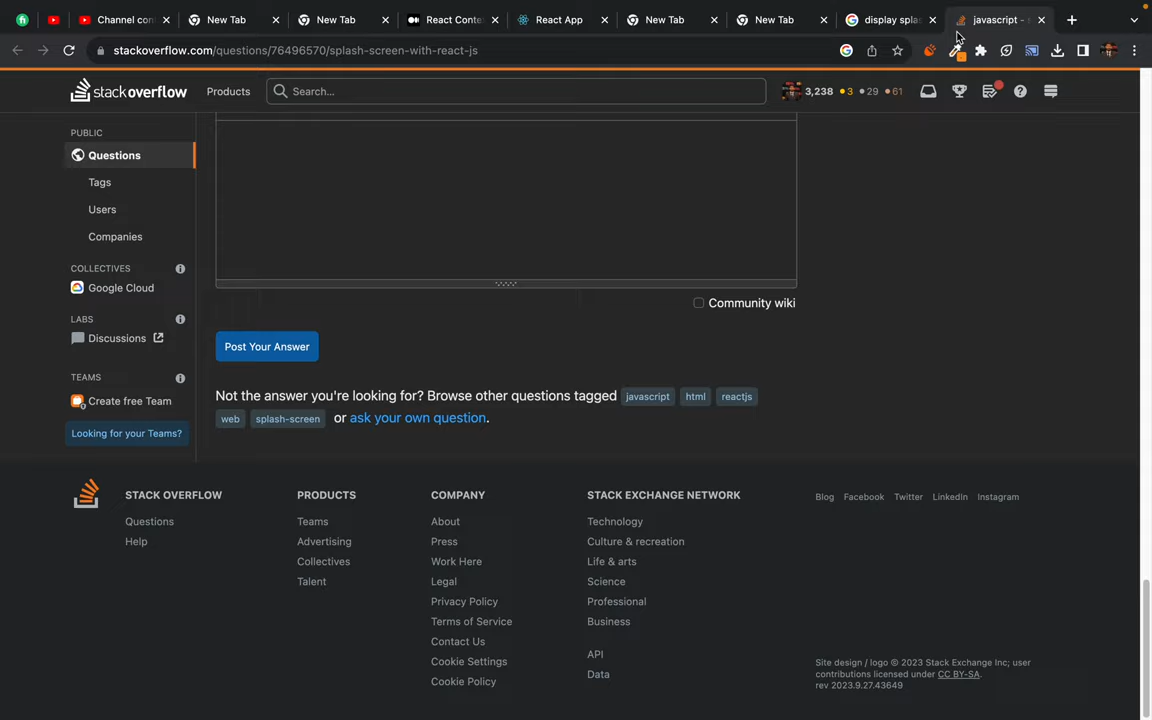 Channel con
New Tab
New Tab
React Conte
React App
New Tab
New Tab
display splas
javascript - s
stackoverflow.com/questions/76496570/splash-screen-with-react-js
stackoverflow
Products
Search...
3,238
3
29
61
PUBLIC
Questions
Tags
Users
Companies
COLLECTIVES
Google Cloud
LABS
Discussions
TEAMS
Create free Team
Looking for your Teams?
Community wiki
Post Your Answer
Not the answer you're looking for? Browse other questions tagged javascript html reactjs
web splash-screen or ask your own question.
STACK OVERFLOW
Questions
Help
PRODUCTS
Teams
Advertising
Collectives
Talent
COMPANY
About
Press
Work Here
Legal
Privacy Policy
Terms of Service
Contact Us
Cookie Settings
Cookie Policy
STACK EXCHANGE NETWORK
Technology
Culture & recreation
Life & arts
Science
Professional
Business
API
Data
Blog Facebook Twitter LinkedIn Instagram
Site design / logo © 2023 Stack Exchange Inc; user
contributions licensed under CC BY-SA.
rev 2023.9.27.43649